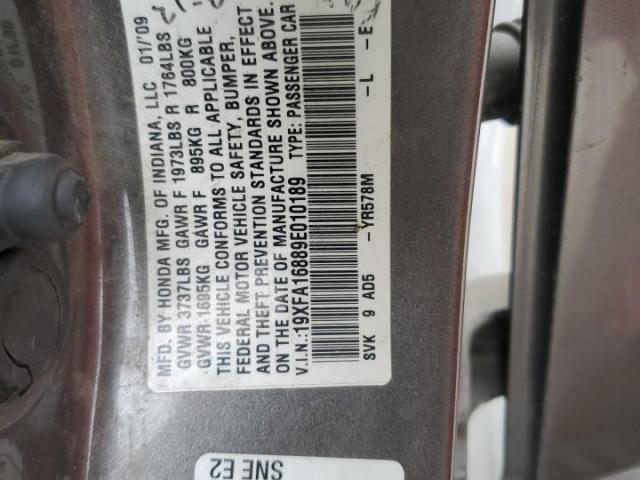 MFD. BY HONDA MFG. OF INDIANA, LLC 01/'09
GVWR 3737LBS GAWR F 1973LBS R 1764LBS
GVWR 1695KG GAWR F 895KG R 800KG
THIS VEHICLE CONFORMS TO ALL APPLICABLE
FEDERAL MOTOR VEHICLE SAFETY, BUMPER,
AND THEFT PREVENTION STANDARDS IN EFFECT
ON THE DATE OF MANUFACTURE SHOWN ABOVE.
V.I.N.:19XFA16889E010189 TYPE: PASSENGER CAR
SVK 9 AD5 -YR578M -L -E
SNE E2